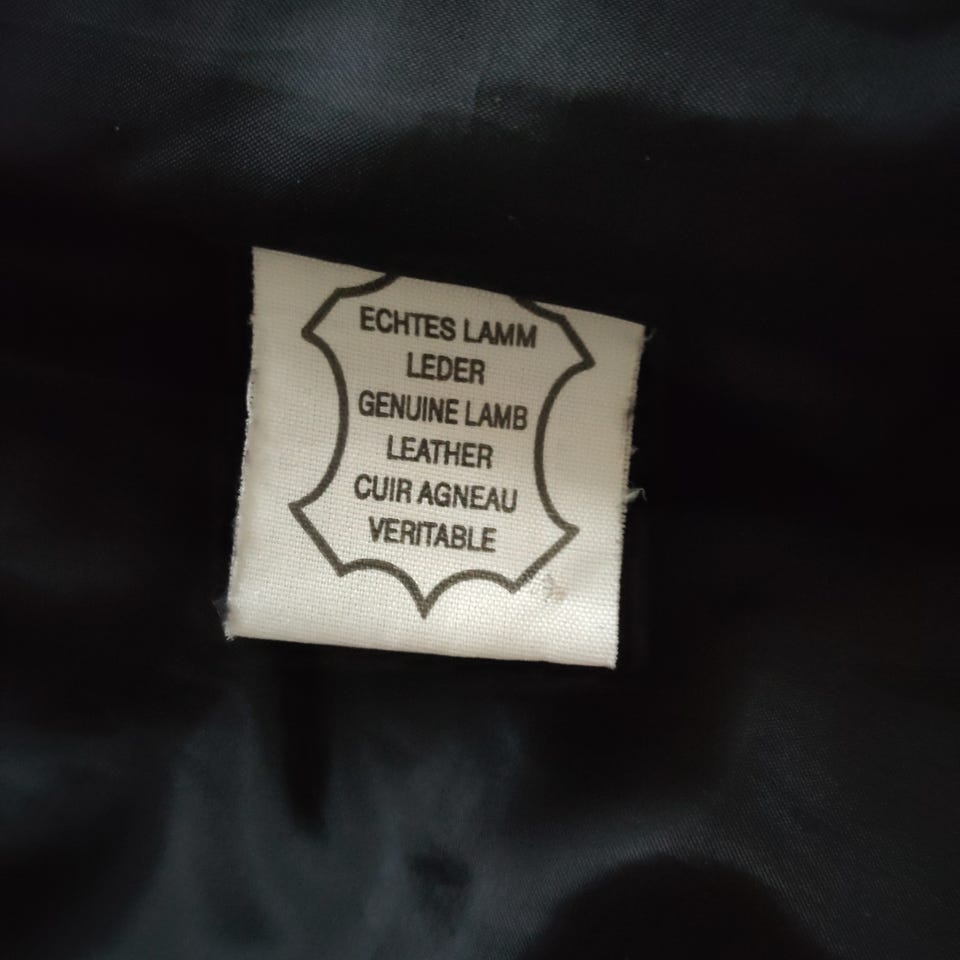 ECHTES LAMM
LEDER
GENUINE LAMB
LEATHER
CUIR AGNEAU
VERITABLE